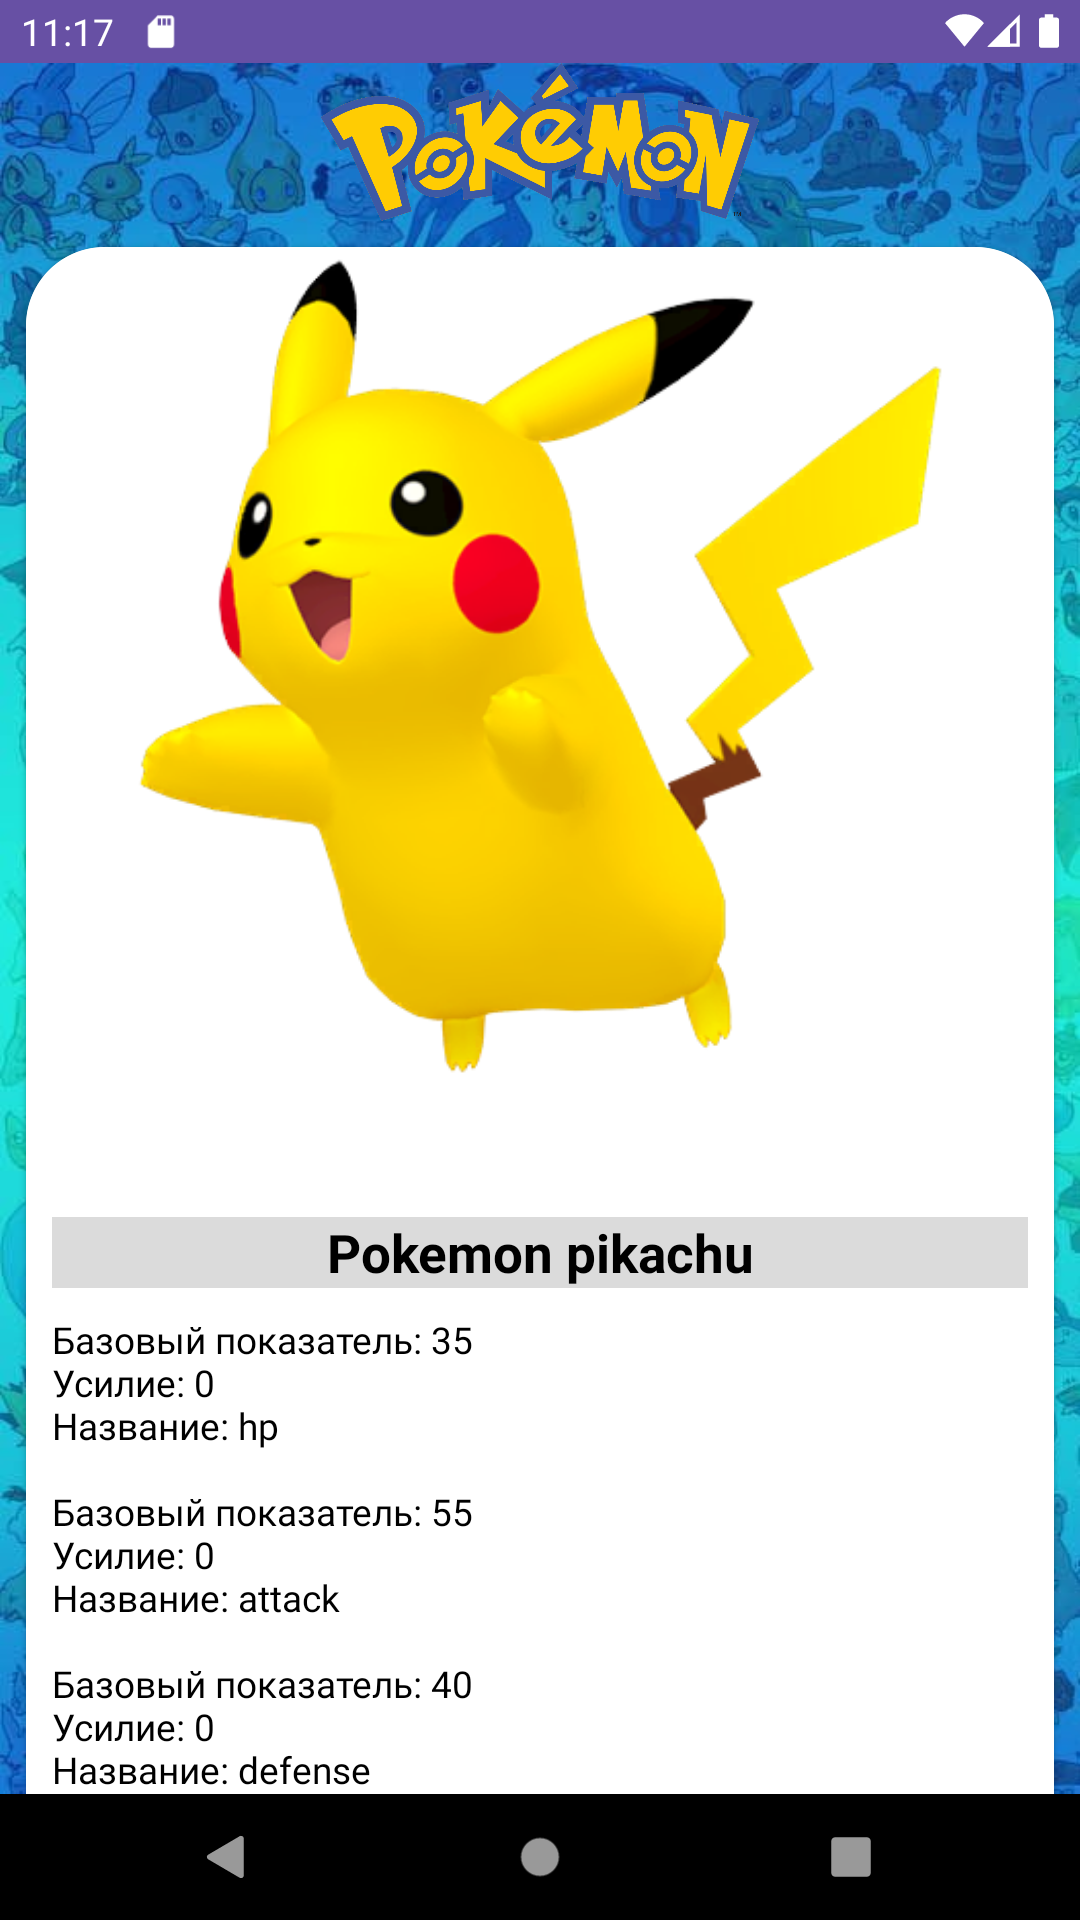 11:17
POKéMON
TM
Pokemon pikachu
Базовый показатель: 35
Усилие: 0
Название: hp
Базовый показатель: 55
Усилие: 0
Название: attack
Базовый показатель: 40
Усилие: 0
Название: defense